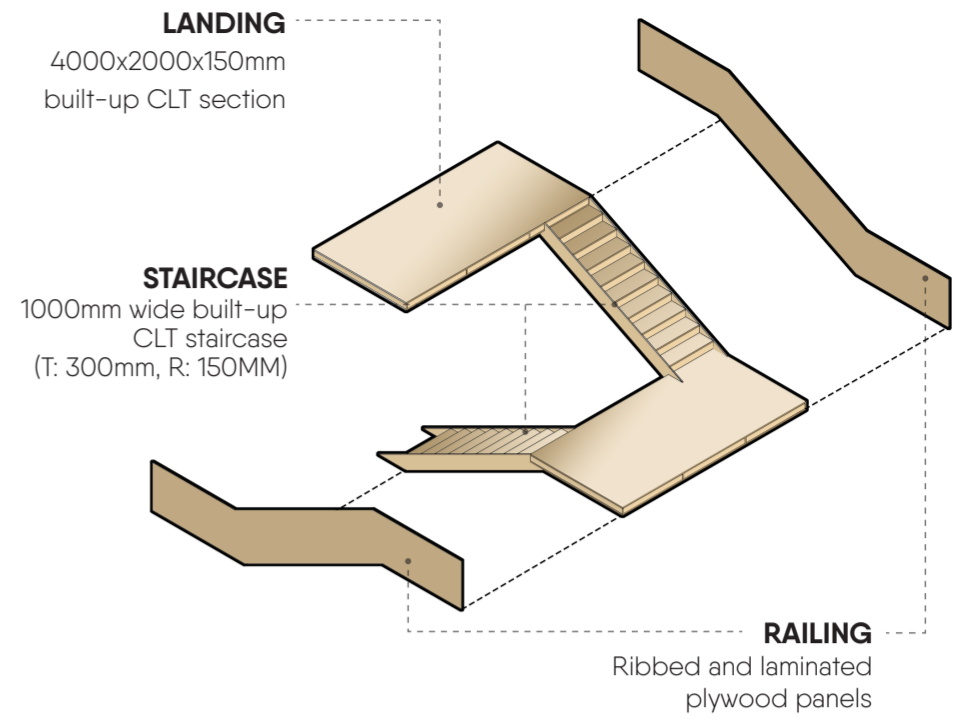 LANDING
4000x2000x150mm
built-up CLT section
STAIRCASE
1000mm wide built-up
CLT staircase
(T: 300mm, R: 150MM)
RAILING
Ribbed and laminated
plywood panels